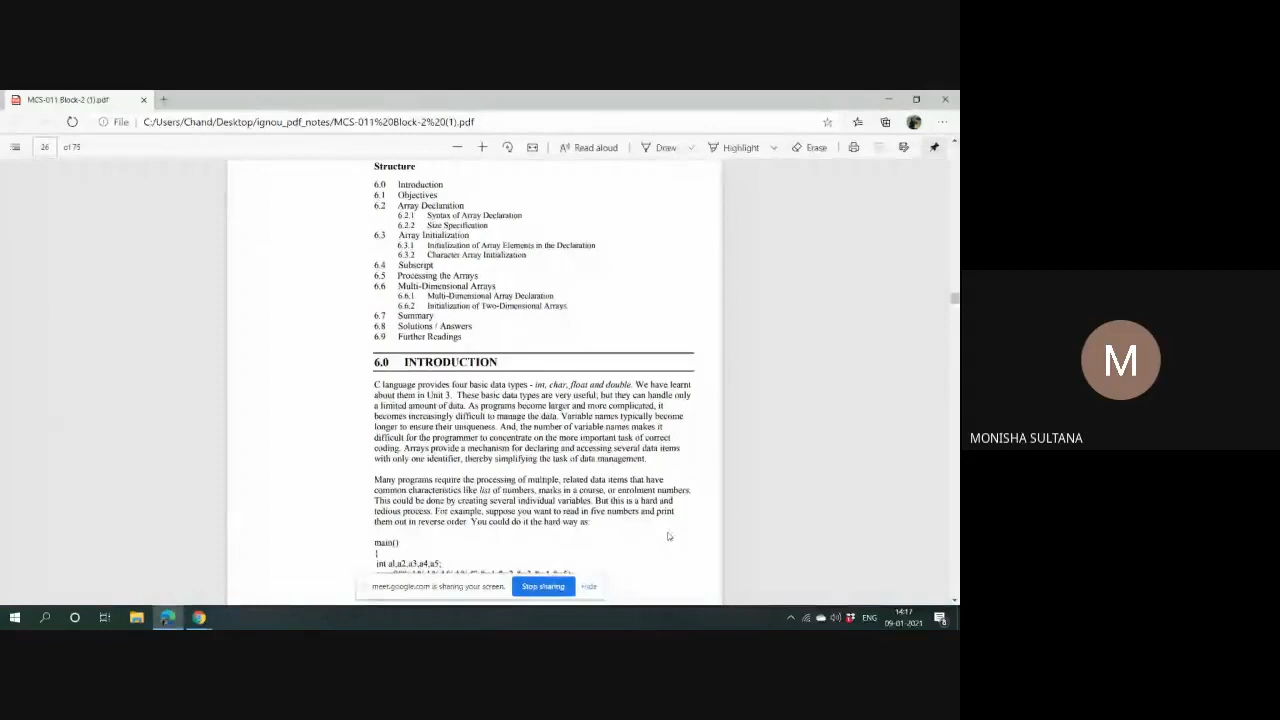 MCS-011 Block-2 (1).pdf
File
C:/Users/Chand/Desktop/ignou_pdf_notes/MCS-011%20Block-2%20(1).pdf
26 of 75
Read aloud
Draw
Highlight
Erase
Structure
6.0 Introduction
6.1 Objectives
6.2 Array Declaration
6.2.1 Syntax of Array Declaration
6.2.2 Size Specification
6.3 Array Initialization
6.3.1 Initialization of Array Elements in the Declaration
6.3.2 Character Array Initialization
6.4 Subscript
6.5 Processing the Arrays
6.6 Multi-Dimensional Arrays
6.6.1 Multi-Dimensional Array Declaration
6.6.2 Initialization of Two-Dimensional Arrays
6.7 Summary
6.8 Solutions / Answers
6.9 Further Readings
6.0 INTRODUCTION
C language provides four basic data types - int, char, float and double. We have learnt
about them in Unit 3. These basic data types are very useful; but they can handle only
a limited amount of data. As programs become larger and more complicated, it
becomes increasingly difficult to manage the data. Variable names typically become
longer to ensure their uniqueness. And, the number of variable names makes it
difficult for the programmer to concentrate on the more important task of correct
coding. Arrays provide a mechanism for declaring and accessing several data items
with only one identifier, thereby simplifying the task of data management.
Many programs require the processing of multiple, related data items that have
common characteristics like list of numbers, marks in a course, or enrolment numbers.
This could be done by creating several individual variables. But this is a hard and
tedious process. For example, suppose you want to read in five numbers and print
them out in reverse order. You could do it the hard way as:
main()
{
int a1,a2,a3,a4,a5;
meet.google.com is sharing your screen.
Stop sharing
Hide
M
MONISHA SULTANA
ENG
14:17
09-01-2021